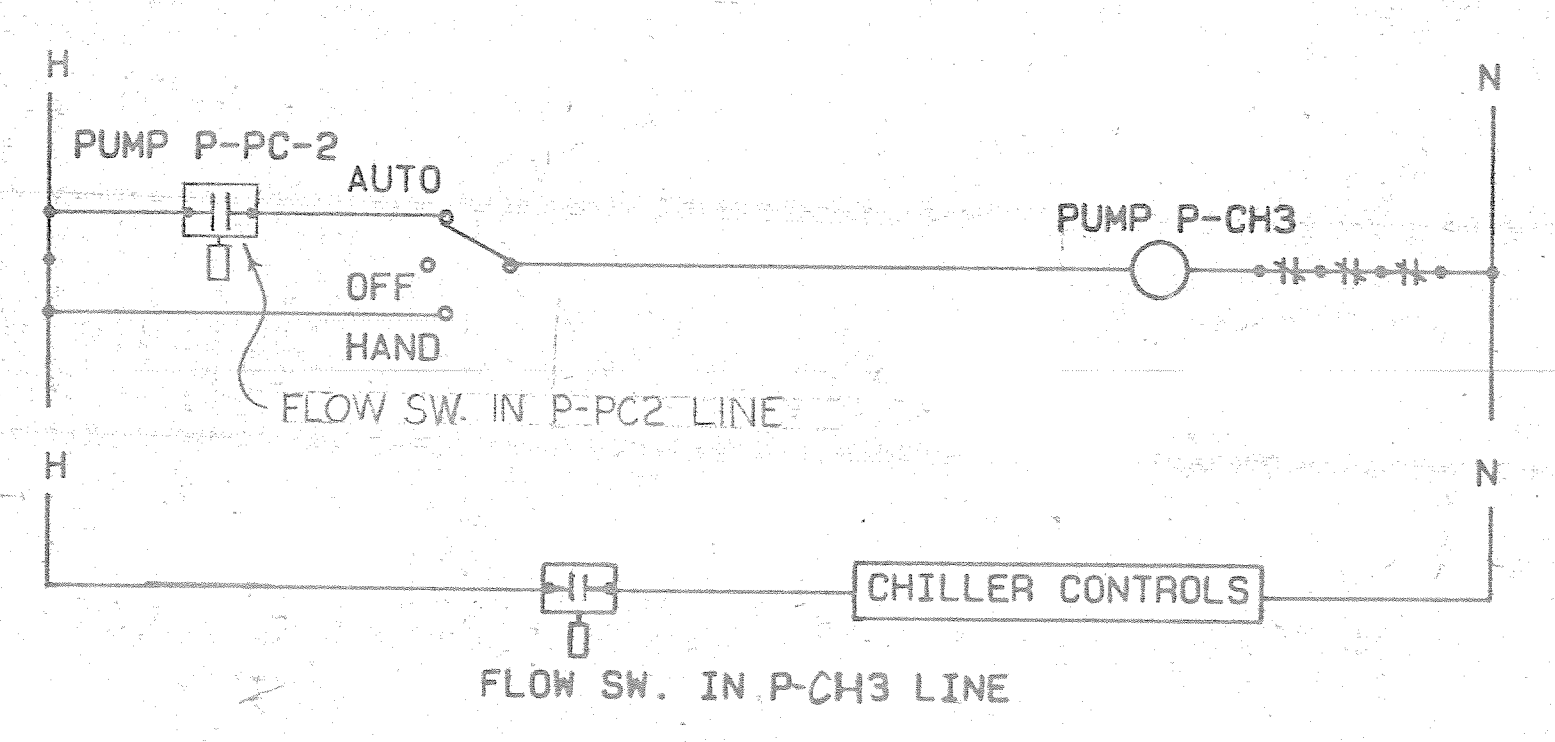 H
N
PUMP P-PC-2
AUTO
PUMP P-CH3
OFF
HAND
FLOW SW. IN P-PC2 LINE
H
N
CHILLER CONTROLS
FLOW SW. IN P-CH3 LINE